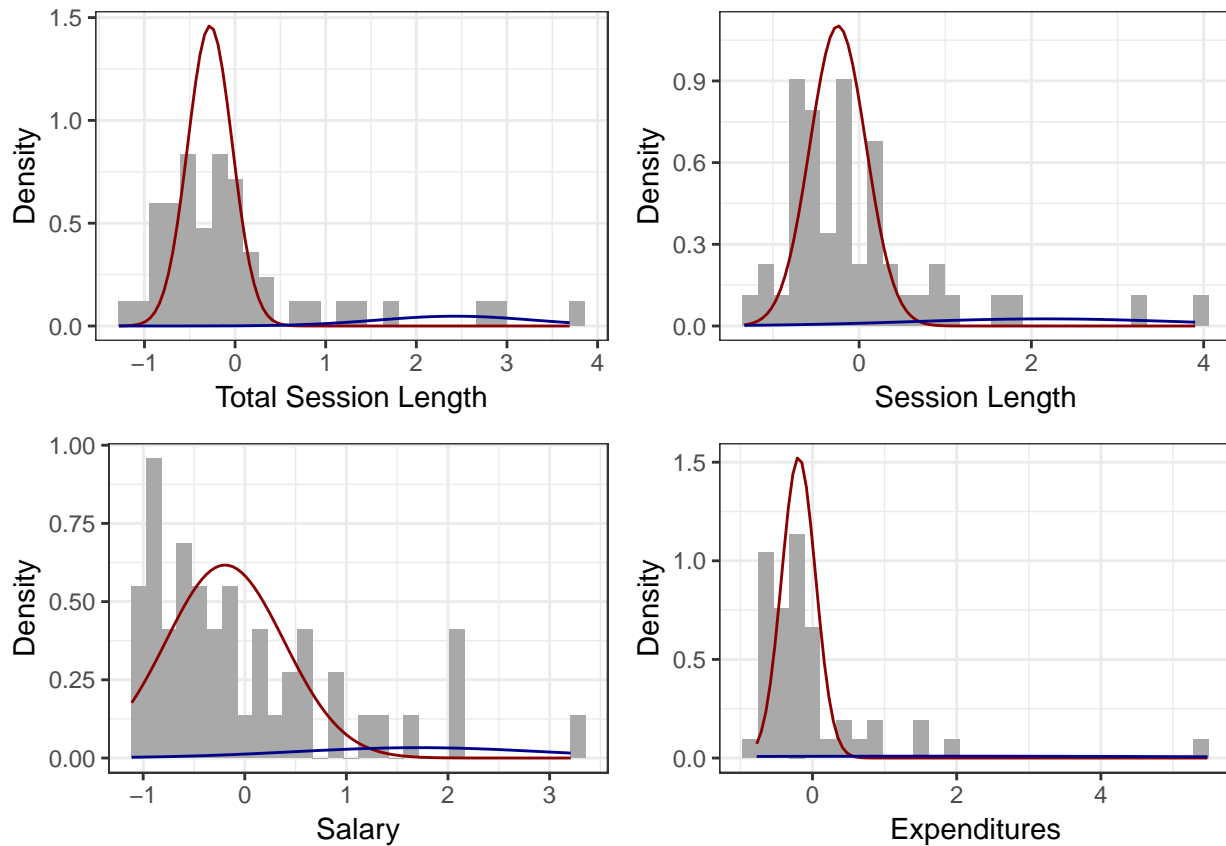 1.5
1.0
0.5
0.0
Density
−1 0 1 2 3 4
Total Session Length
0.9
0.6
0.3
0.0
Density
0 2 4
Session Length
1.00
0.75
0.50
0.25
0.00
Density
−1 0 1 2 3
Salary
1.5
1.0
0.5
0.0
Density
0 2 4
Expenditures